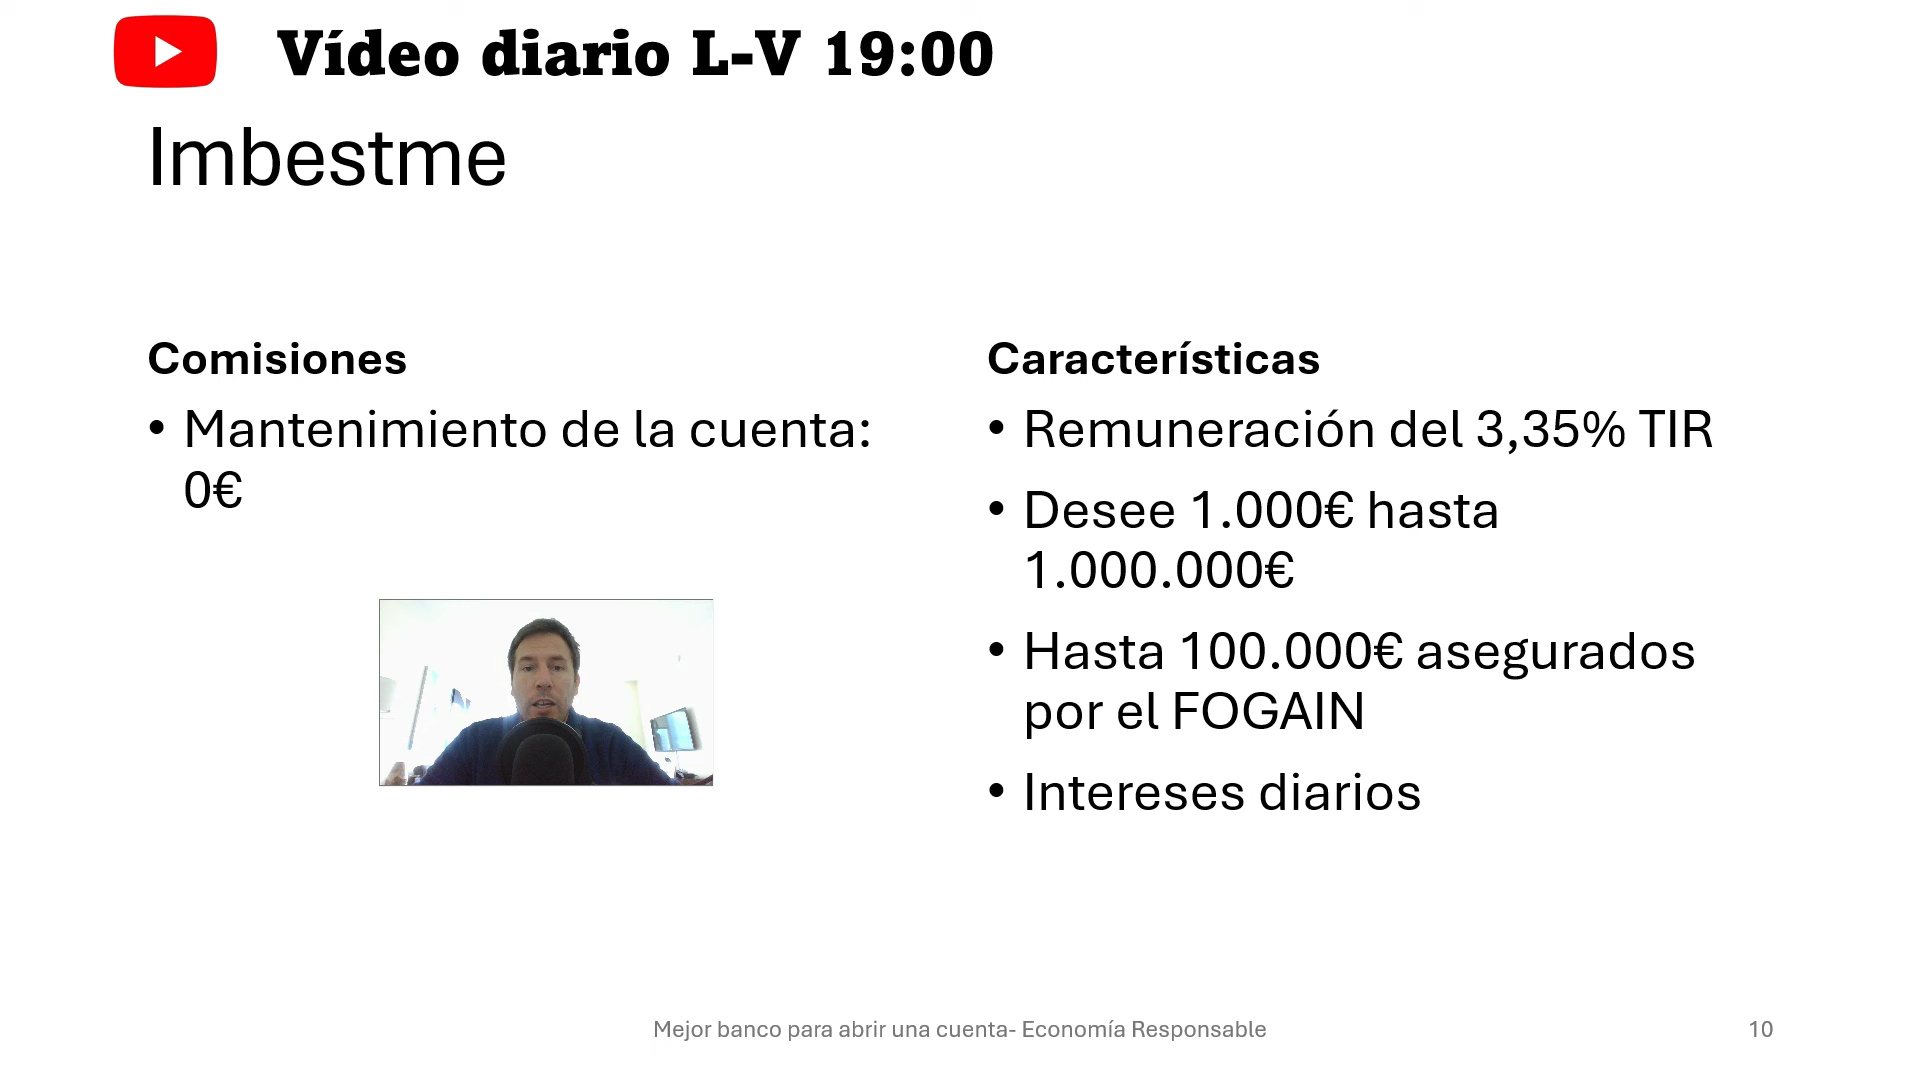 Vídeo diario L-V 19:00
Imbestme
Comisiones
• Mantenimiento de la cuenta:
0€
Características
• Remuneración del 3,35% TIR
• Desee 1.000€ hasta
1.000.000€
• Hasta 100.000€ asegurados
por el FOGAIN
• Intereses diarios
Mejor banco para abrir una cuenta- Economía Responsable
10